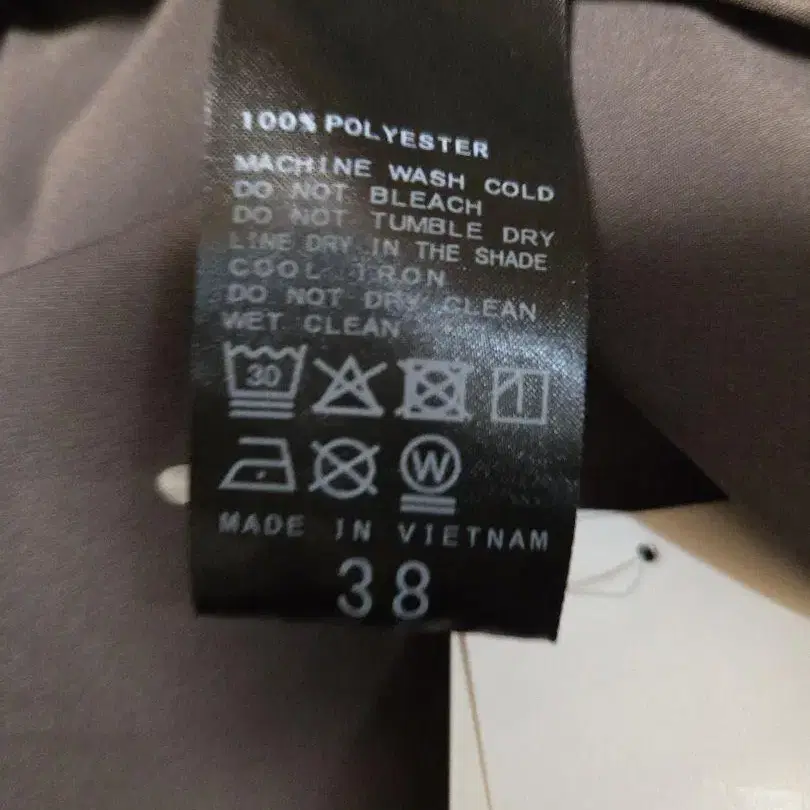 100% POLYESTER
MACHINE WASH COLD
DO NOT BLEACH
DO NOT TUMBLE DRY
LINE DRY IN THE SHADE
COOL IRON
DO NOT DRY CLEAN
WET CLEAN
30
W
MADE IN VIETNAM
38